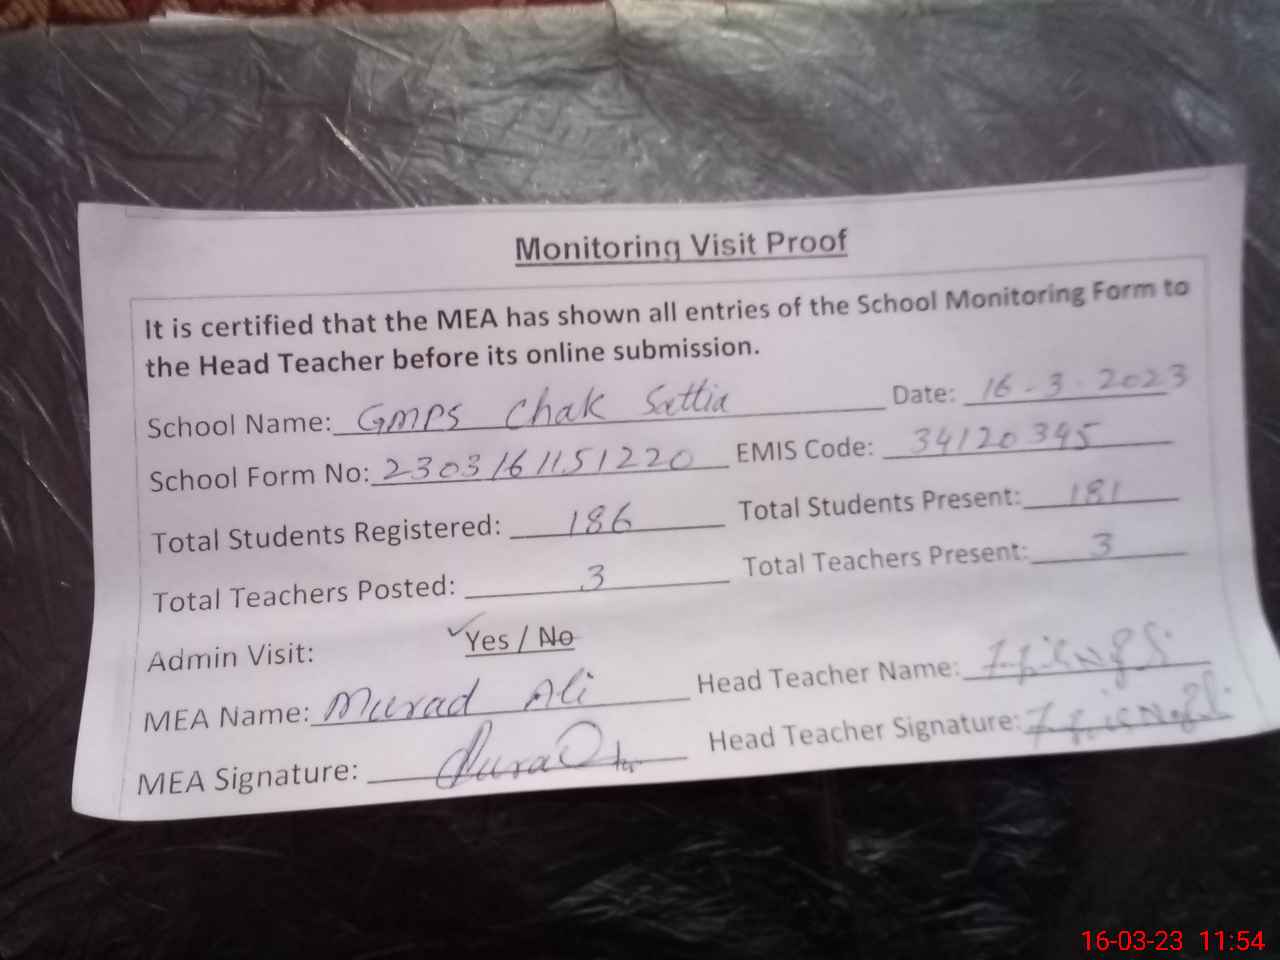 Monitoring Visit Proof
It is certified that the MEA has shown all entries of the School Monitoring Form to
the Head Teacher before its online submission.
School Name: GMPS Chak Sattia Date: 16-3-2023
School Form No: 2303161151220 EMIS Code: 34120395
Total Students Registered: 186 Total Students Present: 181
Total Teachers Posted: 3 Total Teachers Present: 3
Admin Visit: ✓Yes / No
MEA Name: Murad Ali Head Teacher Name:
MEA Signature: Head Teacher Signature:
16-03-23 11:54